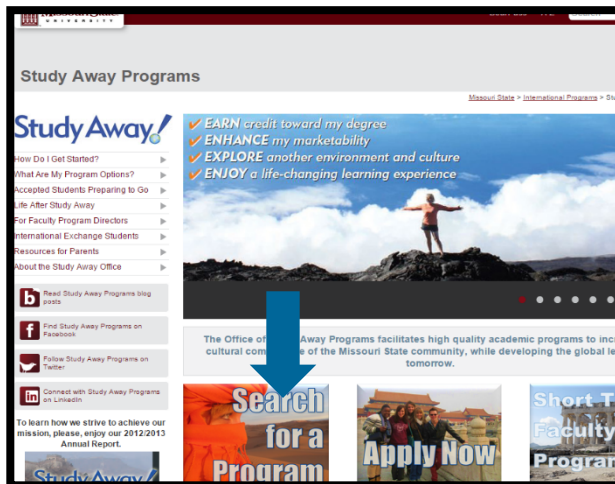 UNIVERSITY
Study Away Programs
Missouri State > International Programs >
Study Away!
How Do I Get Started?
What Are My Program Options?
Accepted Students Preparing to Go
Life After Study Away
For Faculty Program Directors
International Exchange Students
Resources for Parents
About the Study Away Office
Read Study Away Programs blog
posts
Find Study Away Programs on
Facebook
Follow Study Away Programs on
Twitter
Connect with Study Away Programs
on LinkedIn
To learn how we strive to achieve our
mission, please, enjoy our 2012/2013
Annual Report.
Study Away!
EARN credit toward my degree
ENHANCE my marketability
EXPLORE another environment and culture
ENJOY a life-changing learning experience
The Office of Away Programs facilitates high quality academic programs to
cultural of the Missouri State community, while developing the global
tomorrow.
Search
for a
Program
Apply Now
Short
Faculty
Program